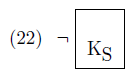 (22) ¬ K_S